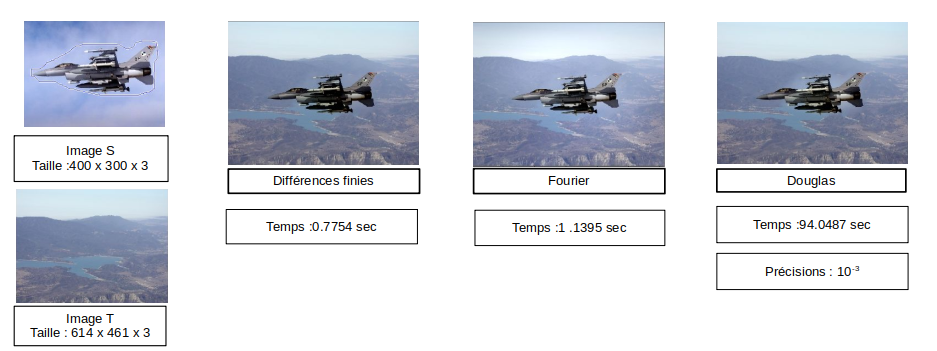 Image S
Taille :400 x 300 x 3
Image T
Taille : 614 x 461 x 3
Différences finies
Temps :0.7754 sec
Fourier
Temps :1 .1395 sec
Douglas
Temps :94.0487 sec
Précisions : 10⁻³